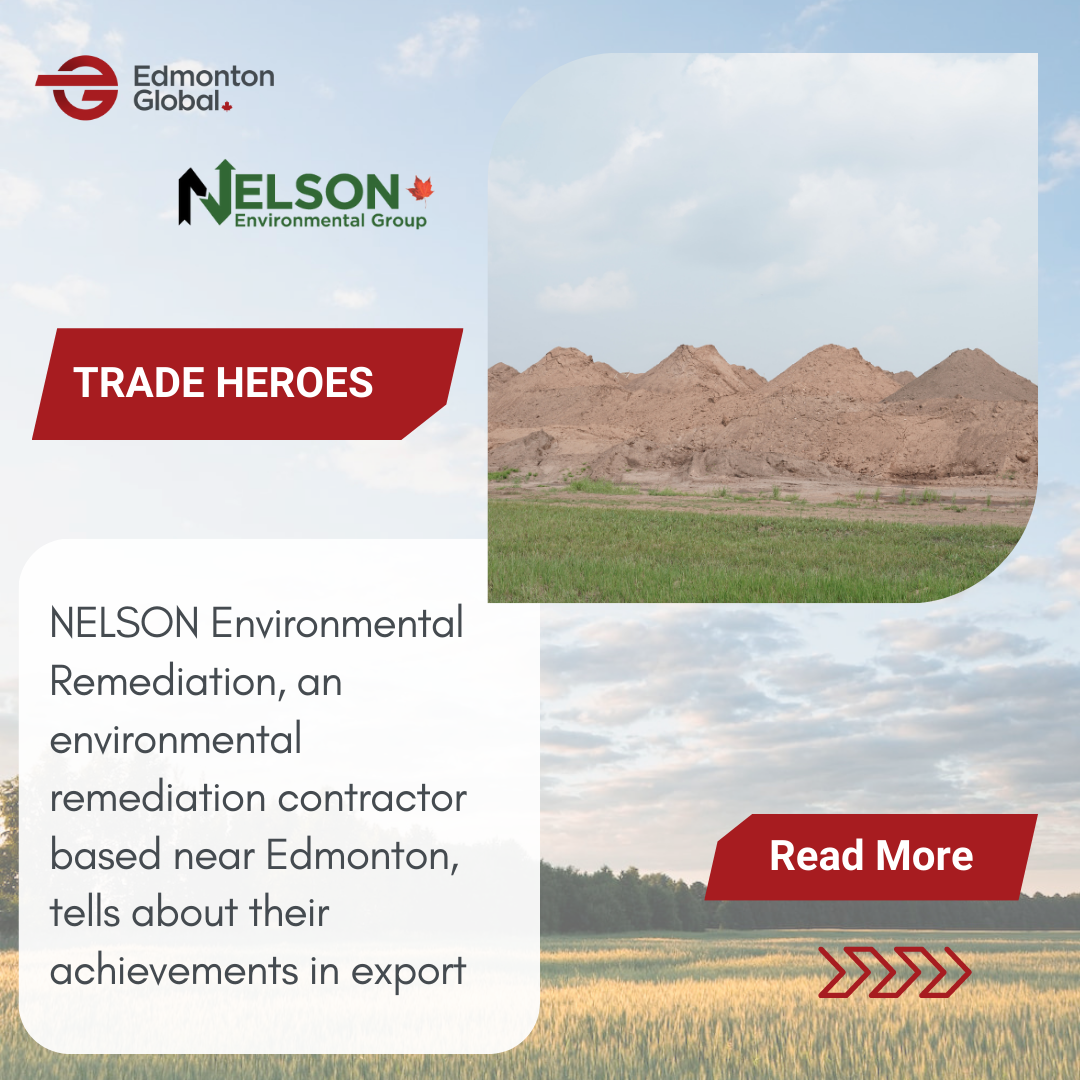 Edmonton
Global
NELSON
Environmental Group
TRADE HEROES
NELSON Environmental
Remediation, an
environmental
remediation contractor
based near Edmonton,
tells about their
achievements in export
Read More